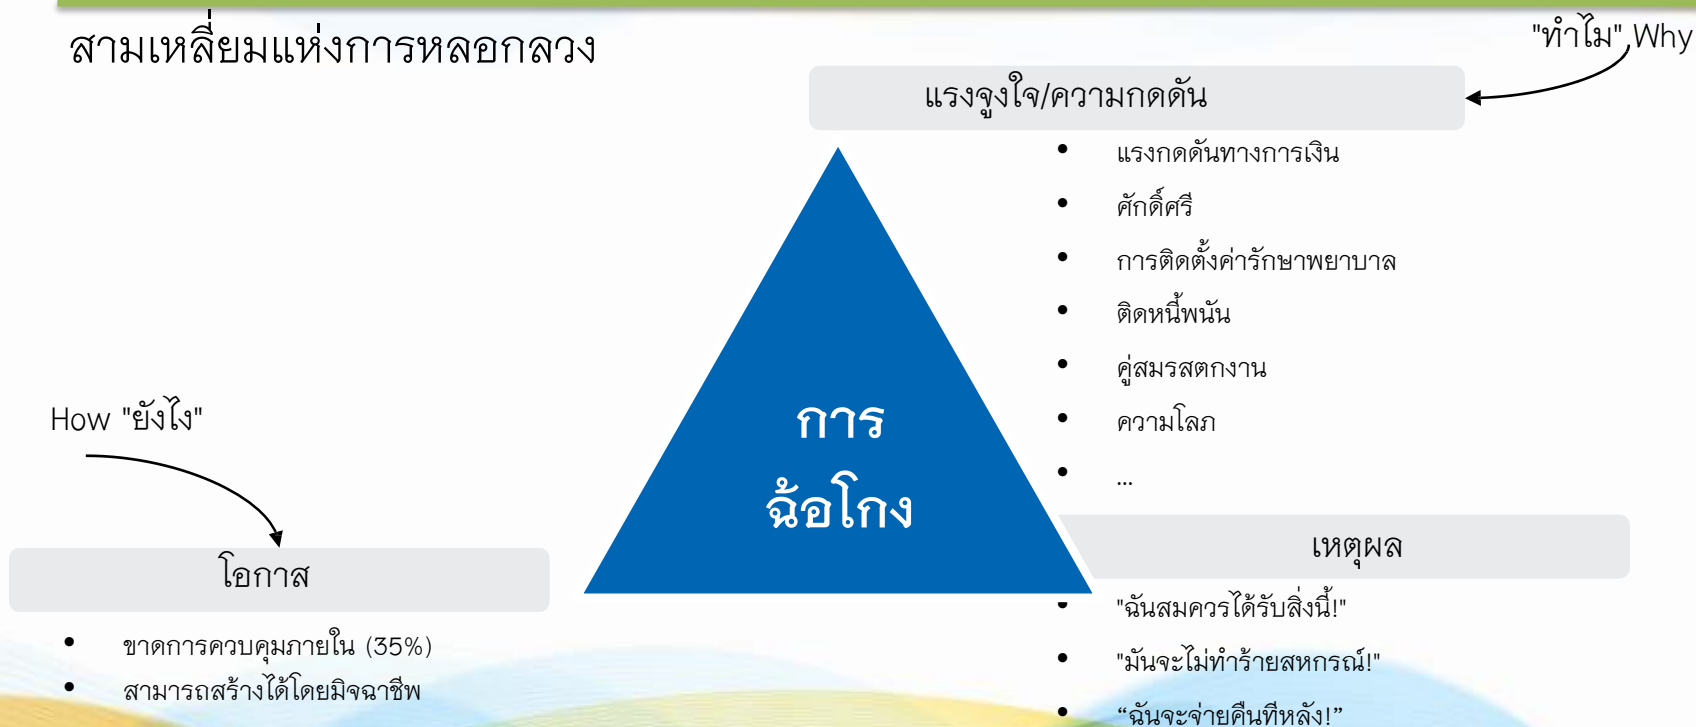 สามเหลี่ยมแห่งการหลอกลวง
"ทำไม" Why
แรงจูงใจ/ความกดดัน
• แรงกดดันทางการเงิน
• ศักดิ์ศรี
• การติดตั้งค่ารักษาพยาบาล
• ติดหนี้พนัน
• คู่สมรสตกงาน
• ความโลภ
• ...
การ
ฉ้อโกง
How "ยังไง"
โอกาส
• ขาดการควบคุมภายใน (35%)
• สามารถสร้างได้โดยมิจฉาชีพ
เหตุผล
• "ฉันสมควรได้รับสิ่งนี้!"
• "มันจะไม่ทำร้ายสหกรณ์!"
• “ฉันจะจ่ายคืนทีหลัง!”